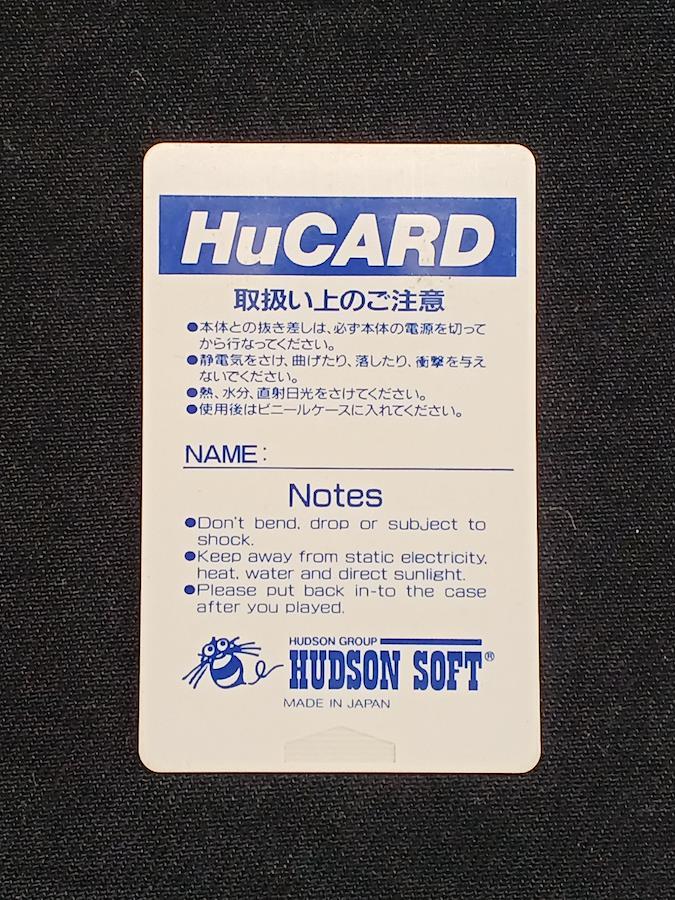 HuCARD
取扱い上のご注意
●本体との抜き差しは、必ず本体の電源を切って
から行なってください。
●静電気をさけ、曲げたり、落したり、衝撃を与え
ないでください。
●熱、水分、直射日光をさけてください。
●使用後はビニールケースに入れてください。
NAME:
Notes
●Don't bend, drop or subject to
shock.
●Keep away from static electricity,
heat, water and direct sunlight.
●Please put back in-to the case
after you played.
HUDSON GROUP
HUDSON SOFT®
MADE IN JAPAN